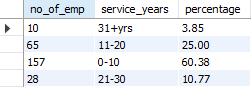 no_of_emp service_years percentage
10 31+yrs 3.85
65 11-20 25.00
157 0-10 60.38
28 21-30 10.77